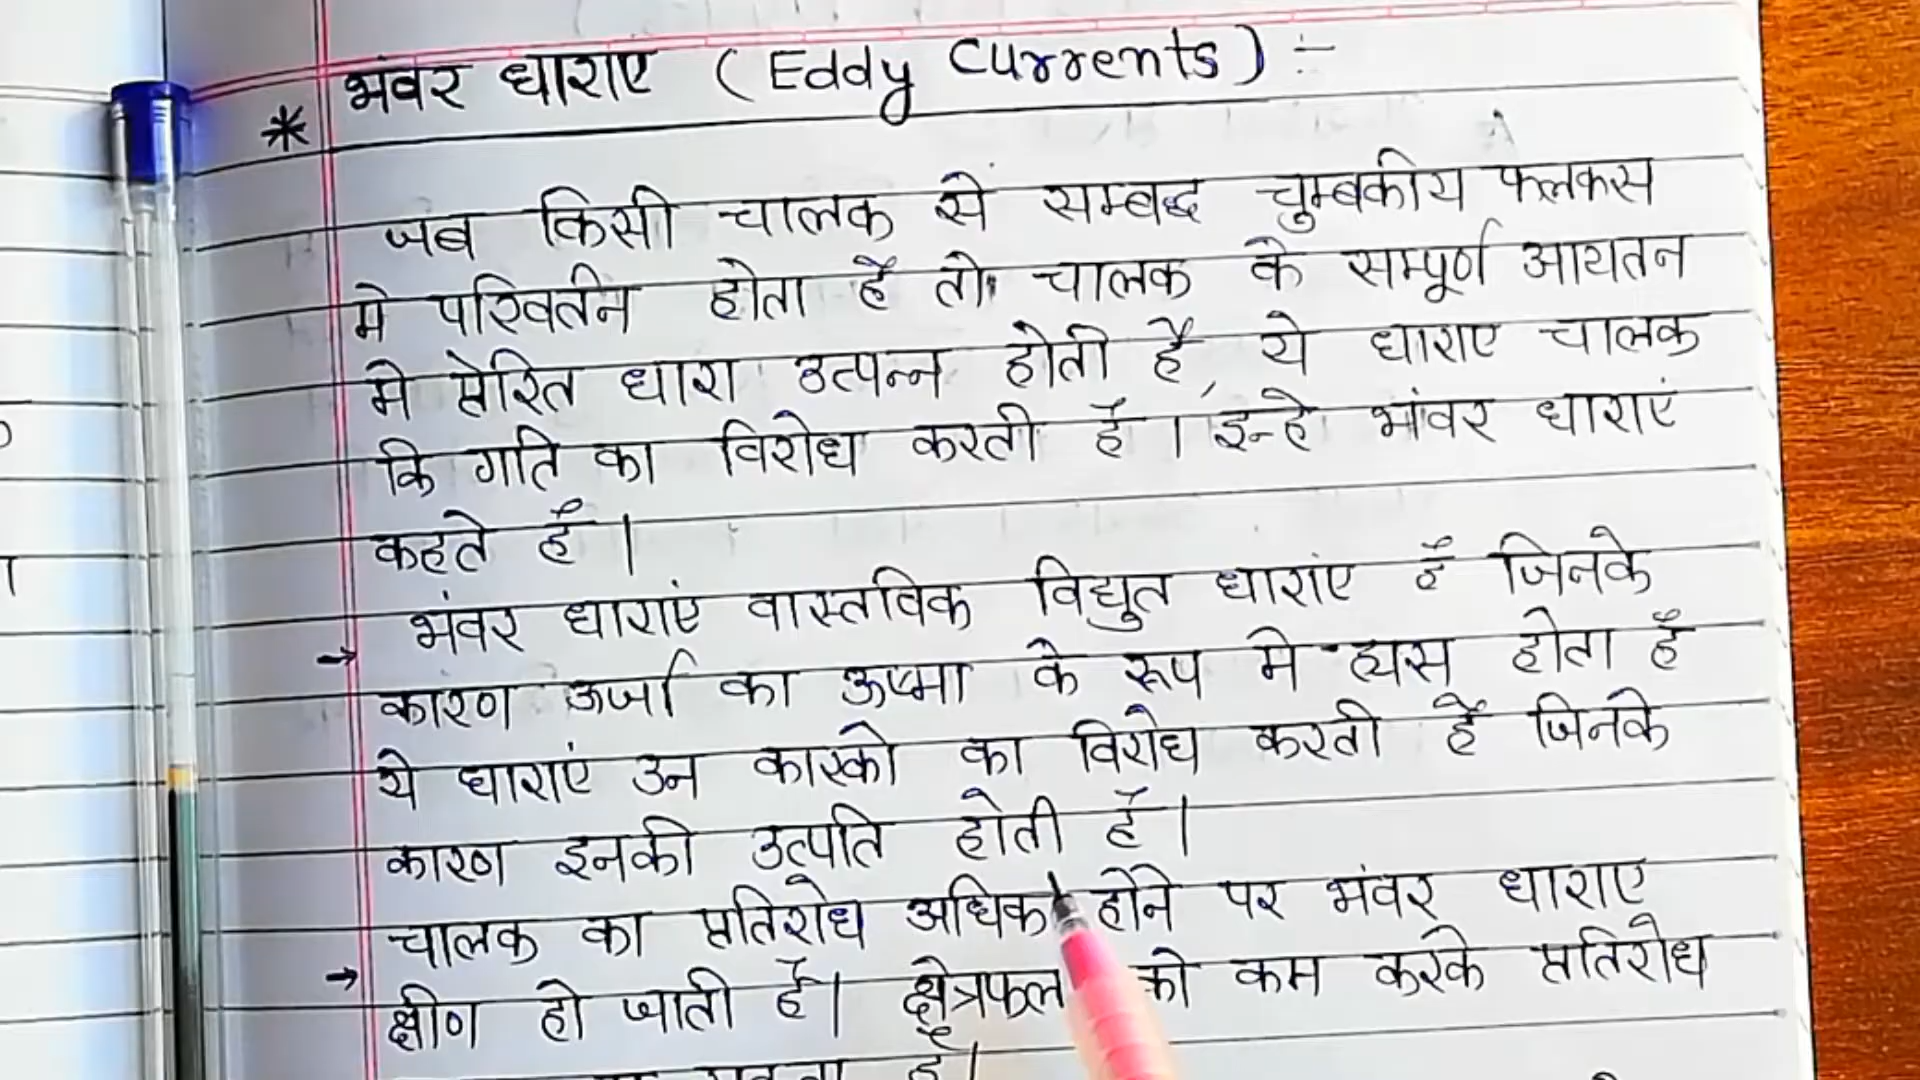 * भंवर धाराए ( Eddy Currents ) :-
जब किसी चालक से सम्बद्ध चुम्बकीय फ्लक्स
मे परिवर्तन होता है तो चालक के सम्पूर्ण आयतन
मे प्रेरित धारा उत्पन्न होती है, ये धाराए चालक
कि गति का विरोध करती है । इन्हे भंवर धाराएं
कहते है ।
→ भंवर धाराएं वास्तविक विद्युत धाराएं है जिनके
कारण ऊर्जा का ऊष्मा के रूप मे ह्यस होता है
ये धाराएं उन कारको का विरोध करती है जिनके
कारण इनकी उत्पति होती है ।
→ चालक का प्रतिरोध अधिक होने पर भंवर धाराए
क्षीण हो जाती है । क्षेत्रफल को कम करके प्रतिरोध
है ।